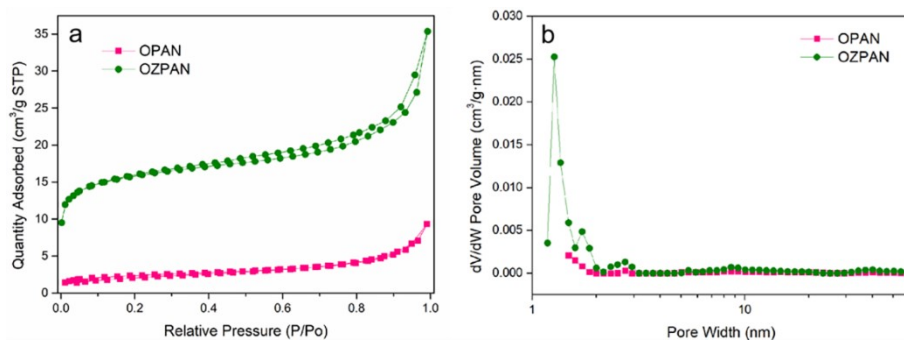 a
OPAN
OZPAN
Quantity Adsorbed (cm³/g STP)
35
30
25
20
15
10
5
0
0.0 0.2 0.4 0.6 0.8 1.0
Relative Pressure (P/Po)
b
OPAN
OZPAN
dV/dW Pore Volume (cm³/g·nm)
0.030
0.025
0.020
0.015
0.010
0.005
0.000
1 10
Pore Width (nm)